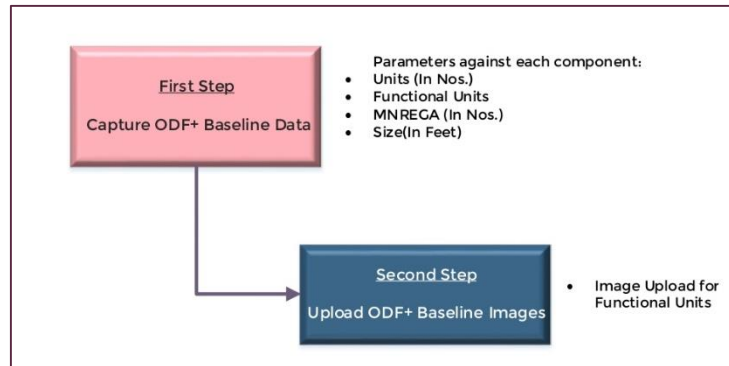 First Step
Capture ODF+ Baseline Data
Parameters against each component:
• Units (In Nos.)
• Functional Units
• MNREGA (In Nos.)
• Size(In Feet)
Second Step
Upload ODF+ Baseline Images
• Image Upload for
Functional Units